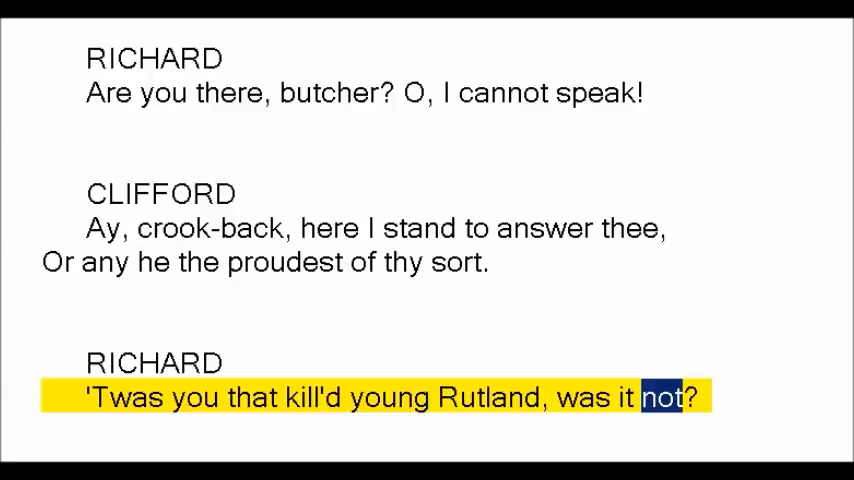 RICHARD
Are you there, butcher? O, I cannot speak!
CLIFFORD
Ay, crook-back, here I stand to answer thee,
Or any he the proudest of thy sort.
RICHARD
'Twas you that kill'd young Rutland, was it not?